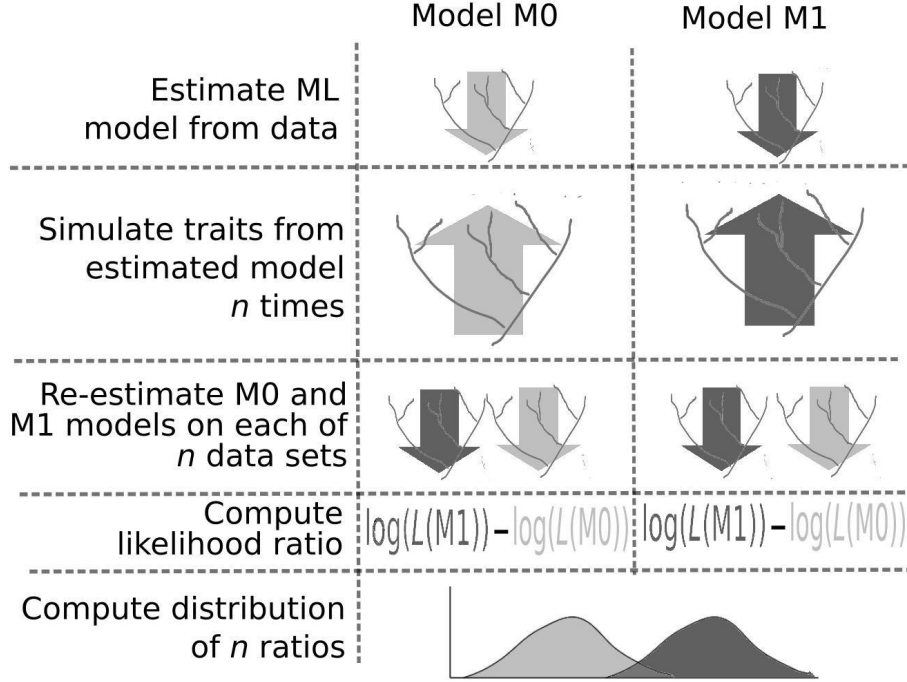 Model M0
Model M1
Estimate ML
model from data
Simulate traits from
estimated model
n times
Re-estimate M0 and
M1 models on each of
n data sets
Compute
likelihood ratio
log(L(M1)) – log(L(M0))
log(L(M1)) – log(L(M0))
Compute distribution
of n ratios